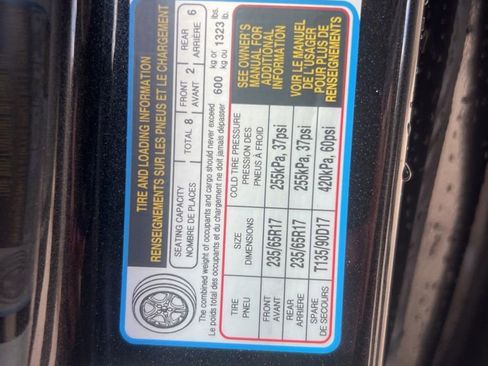 TIRE AND LOADING INFORMATION
RENSEIGNEMENTS SUR LES PNEUS ET LE CHARGEMENT
SEATING CAPACITY
NOMBRE DE PLACES
TOTAL 8
FRONT
AVANT 2
REAR
ARRIÈRE 6
The combined weight of occupants and cargo should never exceed
Le poids total des occupants et du chargement ne doit jamais dépasser
600 kg or 1323 lbs.
kg ou lb.
TIRE
PNEU
SIZE
DIMENSIONS
COLD TIRE PRESSURE
PRESSION DES
PNEUS À FROID
FRONT
AVANT
235/65R17
255kPa, 37psi
REAR
ARRIÈRE
235/65R17
255kPa, 37psi
SPARE
DE SECOURS
T135/90D17
420kPa, 60psi
SEE OWNER'S
MANUAL FOR
ADDITIONAL
INFORMATION
VOIR LE MANUEL
DE L'USAGER
POUR PLUS DE
RENSEIGNEMENTS